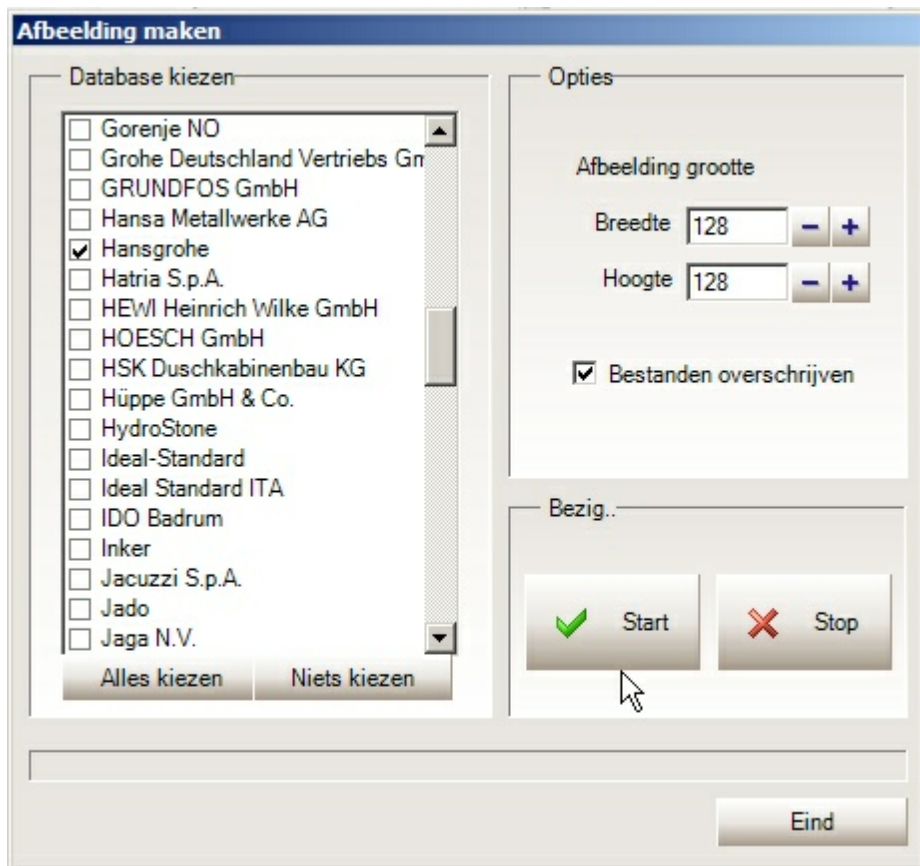 Afbeelding maken
Database kiezen
Gorenje NO
Grohe Deutschland Vertriebs Gm
GRUNDFOS GmbH
Hansa Metallwerke AG
Hansgrohe
Hatria S.p.A.
HEWI Heinrich Wilke GmbH
HOESCH GmbH
HSK Duschkabinenbau KG
Hüppe GmbH & Co.
HydroStone
Ideal-Standard
Ideal Standard ITA
IDO Badrum
Inker
Jacuzzi S.p.A.
Jado
Jaga N.V.
Alles kiezen
Niets kiezen
Opties
Afbeelding grootte
Breedte 128
Hoogte 128
Bestanden overschrijven
Bezig..
Start
Stop
Eind